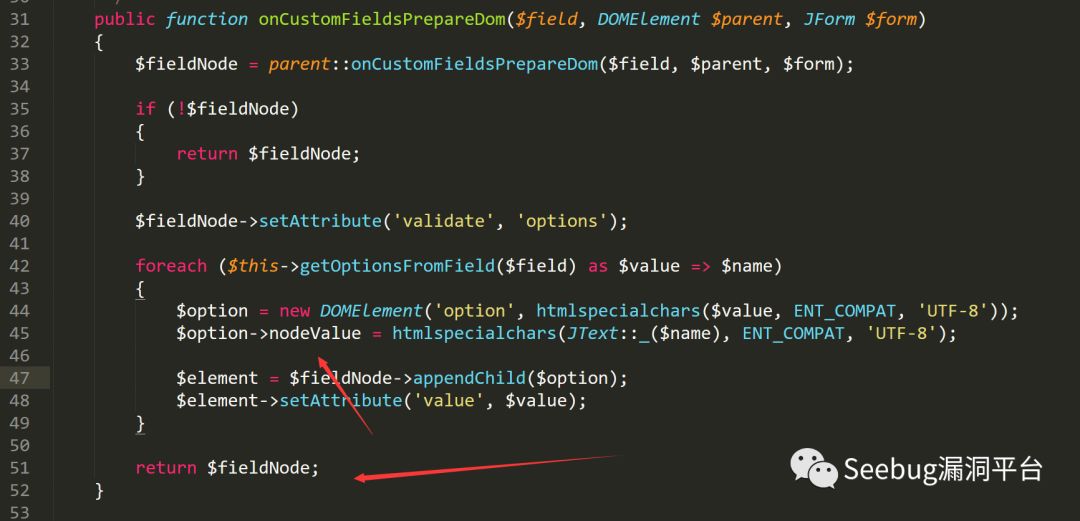 31 public function onCustomFieldsPrepareDom($field, DOMElement $parent, JForm $form)
32 {
33 $fieldNode = parent::onCustomFieldsPrepareDom($field, $parent, $form);
34
35 if (!$fieldNode)
36 {
37 return $fieldNode;
38 }
39
40 $fieldNode->setAttribute('validate', 'options');
41
42 foreach ($this->getOptionsFromField($field) as $value => $name)
43 {
44 $option = new DOMElement('option', htmlspecialchars($value, ENT_COMPAT, 'UTF-8'));
45 $option->nodeValue = htmlspecialchars(JText::_($name), ENT_COMPAT, 'UTF-8');
46
47 $element = $fieldNode->appendChild($option);
48 $element->setAttribute('value', $value);
49 }
50
51 return $fieldNode;
52 }
53
Seebug漏洞平台